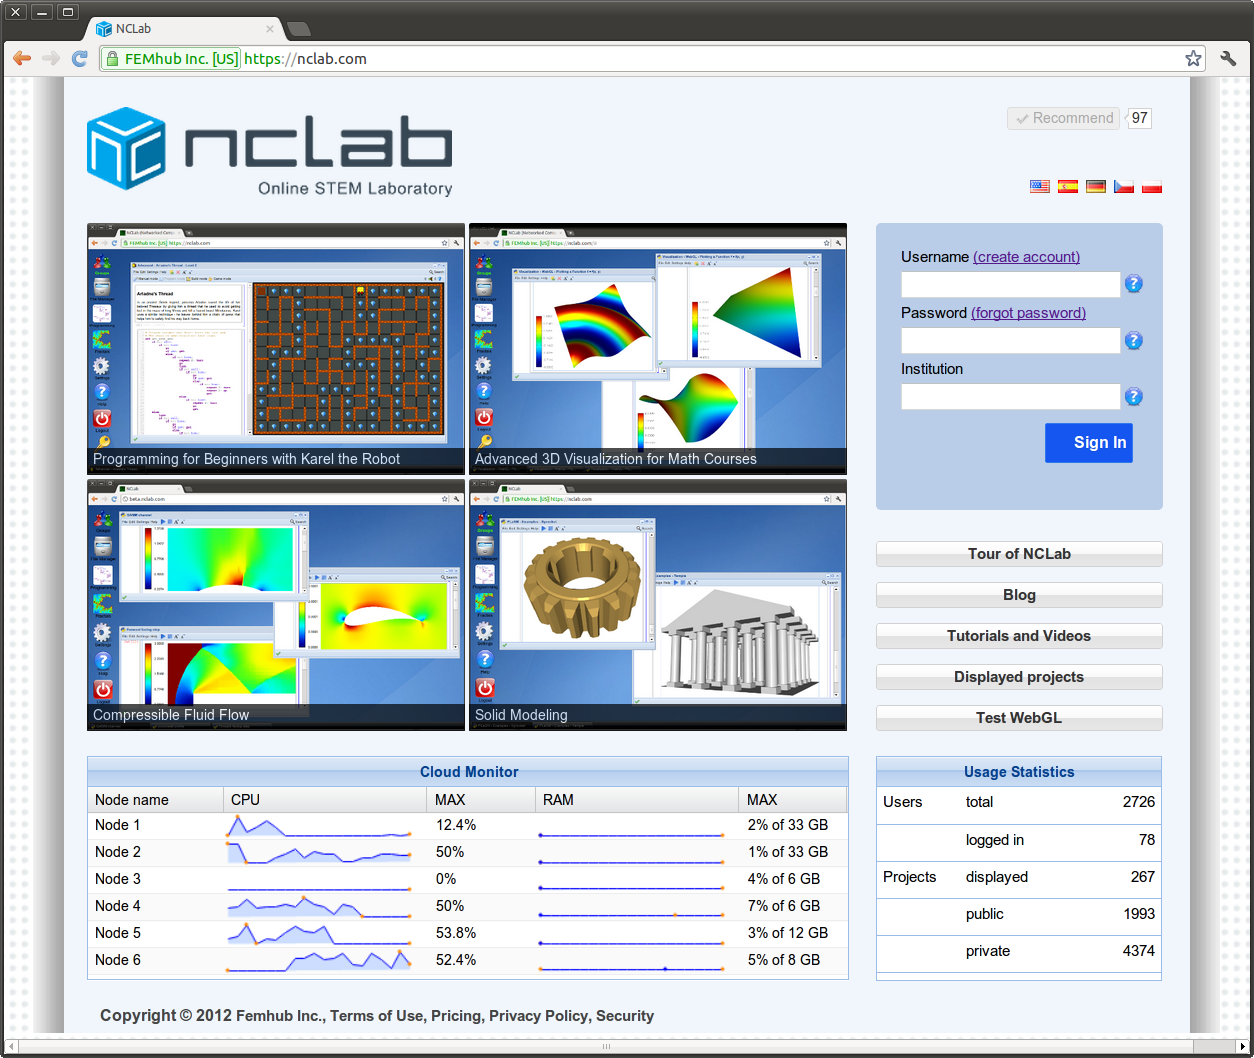 NCLab
FEMhub Inc. [US] https://nclab.com
nclab
Online STEM Laboratory
Recommend 97
Username (create account)
Password (forgot password)
Institution
Sign In
Programming for Beginners with Karel the Robot
Advanced 3D Visualization for Math Courses
Compressible Fluid Flow
Solid Modeling
Tour of NCLab
Blog
Tutorials and Videos
Displayed projects
Test WebGL
Cloud Monitor
Node name CPU MAX RAM MAX
Node 1 12.4% 2% of 33 GB
Node 2 50% 1% of 33 GB
Node 3 0% 4% of 6 GB
Node 4 50% 7% of 6 GB
Node 5 53.8% 3% of 12 GB
Node 6 52.4% 5% of 8 GB
Usage Statistics
Users total 2726
logged in 78
Projects displayed 267
public 1993
private 4374
Copyright © 2012 Femhub Inc., Terms of Use, Pricing, Privacy Policy, Security